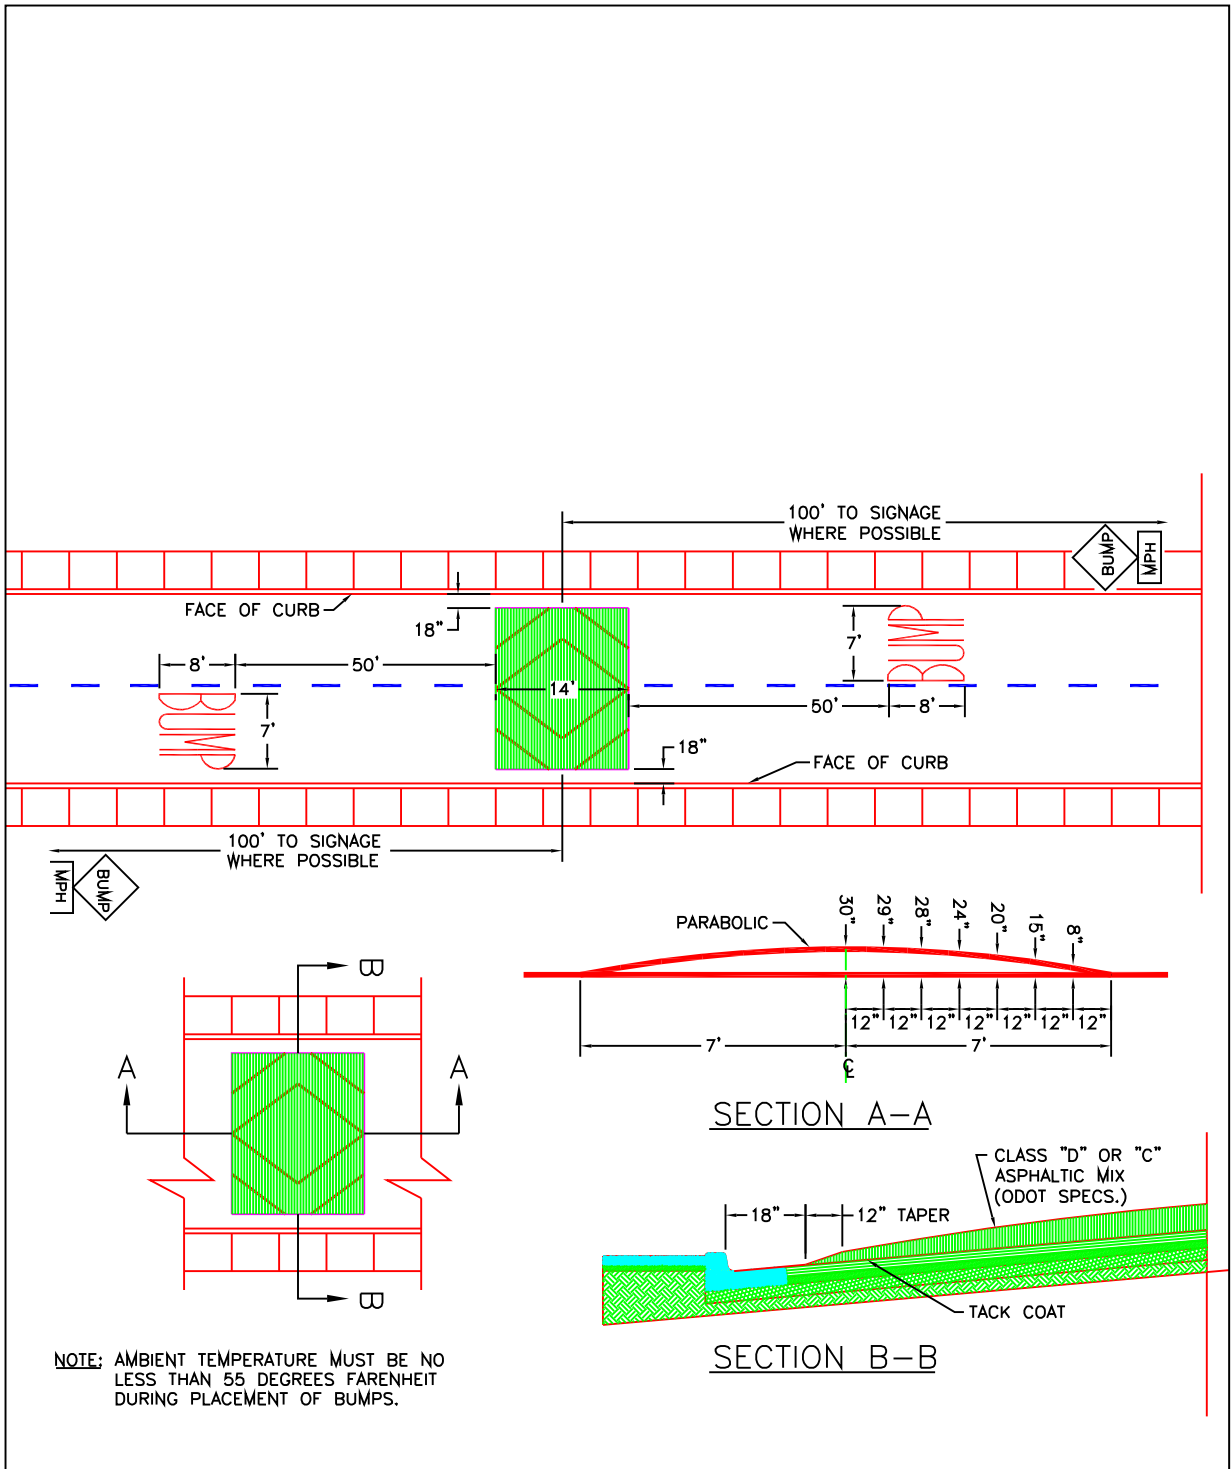 100' TO SIGNAGE
WHERE POSSIBLE
BUMP
MPH
FACE OF CURB
18"
7'
BUMP
8'
50'
14'
BUMP
7'
50'
8'
18"
FACE OF CURB
100' TO SIGNAGE
WHERE POSSIBLE
MPH
BUMP
PARABOLIC
30"
29"
28"
24"
20"
15"
8"
12"
12"
12"
12"
12"
12"
12"
7'
7'
℄
SECTION A-A
B
A
A
B
CLASS "D" OR "C"
ASPHALTIC MIX
(ODOT SPECS.)
18"
12" TAPER
TACK COAT
SECTION B-B
NOTE: AMBIENT TEMPERATURE MUST BE NO
LESS THAN 55 DEGREES FARENHEIT
DURING PLACEMENT OF BUMPS.